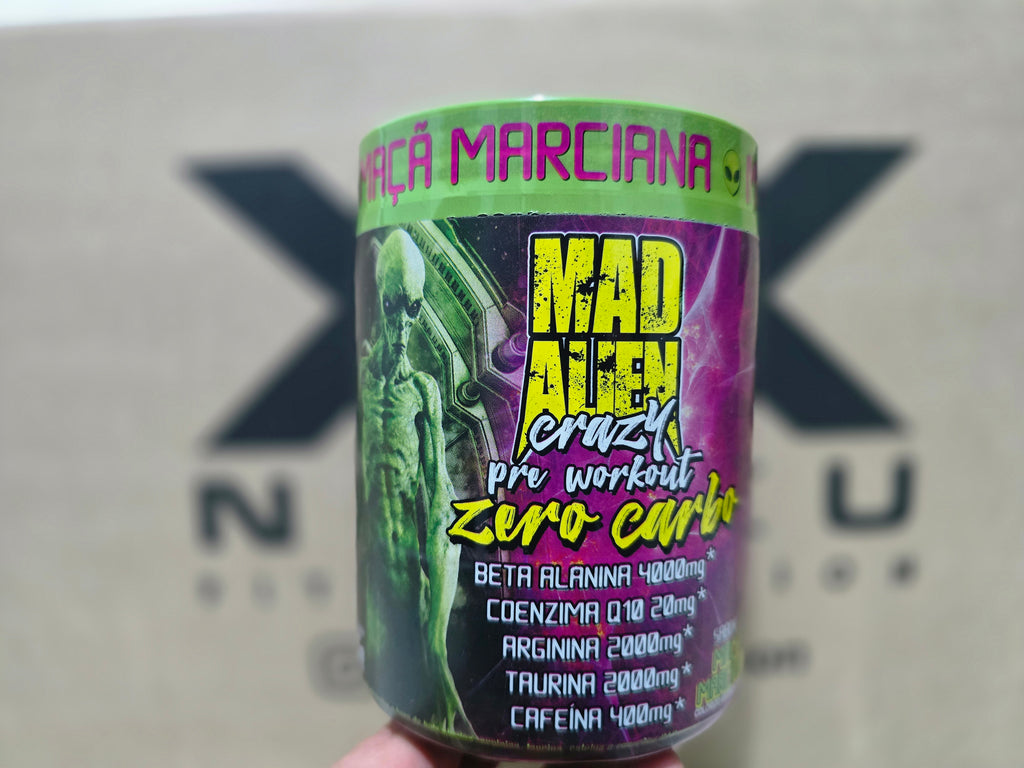 MAÇÃ MARCIANA
MAD
ALIEN
crazy
pre workout
zero carbo
BETA ALANINA 4000mg*
COENZIMA Q10 20mg*
ARGININA 2000mg*
TAURINA 2000mg*
CAFEÍNA 400mg*